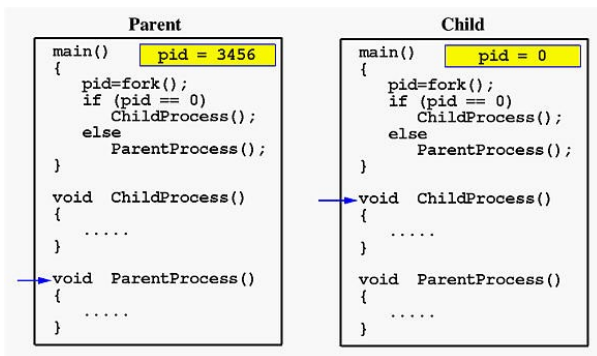 Parent
main()
pid = 3456
{
pid=fork();
if (pid == 0)
ChildProcess();
else
ParentProcess();
}
void ChildProcess()
{
.....
}
void ParentProcess()
{
.....
}
Child
main()
pid = 0
{
pid=fork();
if (pid == 0)
ChildProcess();
else
ParentProcess();
}
void ChildProcess()
{
.....
}
void ParentProcess()
{
.....
}